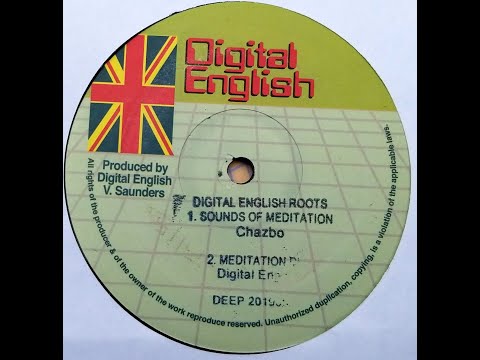 Digital
English
Produced by
Digital English
V. Saunders
DIGITAL ENGLISH ROOTS
1. SOUNDS OF MEDITATION
Chazbo
2. MEDITATION
Digital
DEEP
All rights of the producer & of the owner of the work reproduce reserved. Unauthorized duplication, copying, is a violation of the applicable laws.